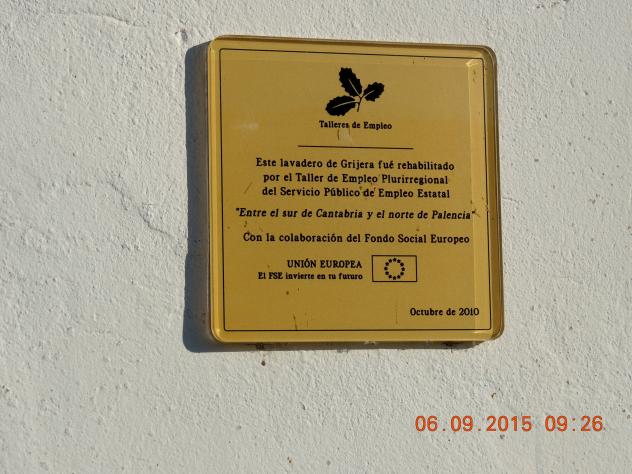 Talleres de Empleo
Este lavadero de Grijera fué rehabilitado
por el Taller de Empleo Plurirregional
del Servicio Público de Empleo Estatal
"Entre el sur de Cantabria y el norte de Palencia"
Con la colaboración del Fondo Social Europeo
UNIÓN EUROPEA
El FSE invierte en tu futuro
Octubre de 2010
06.09.2015 09:26